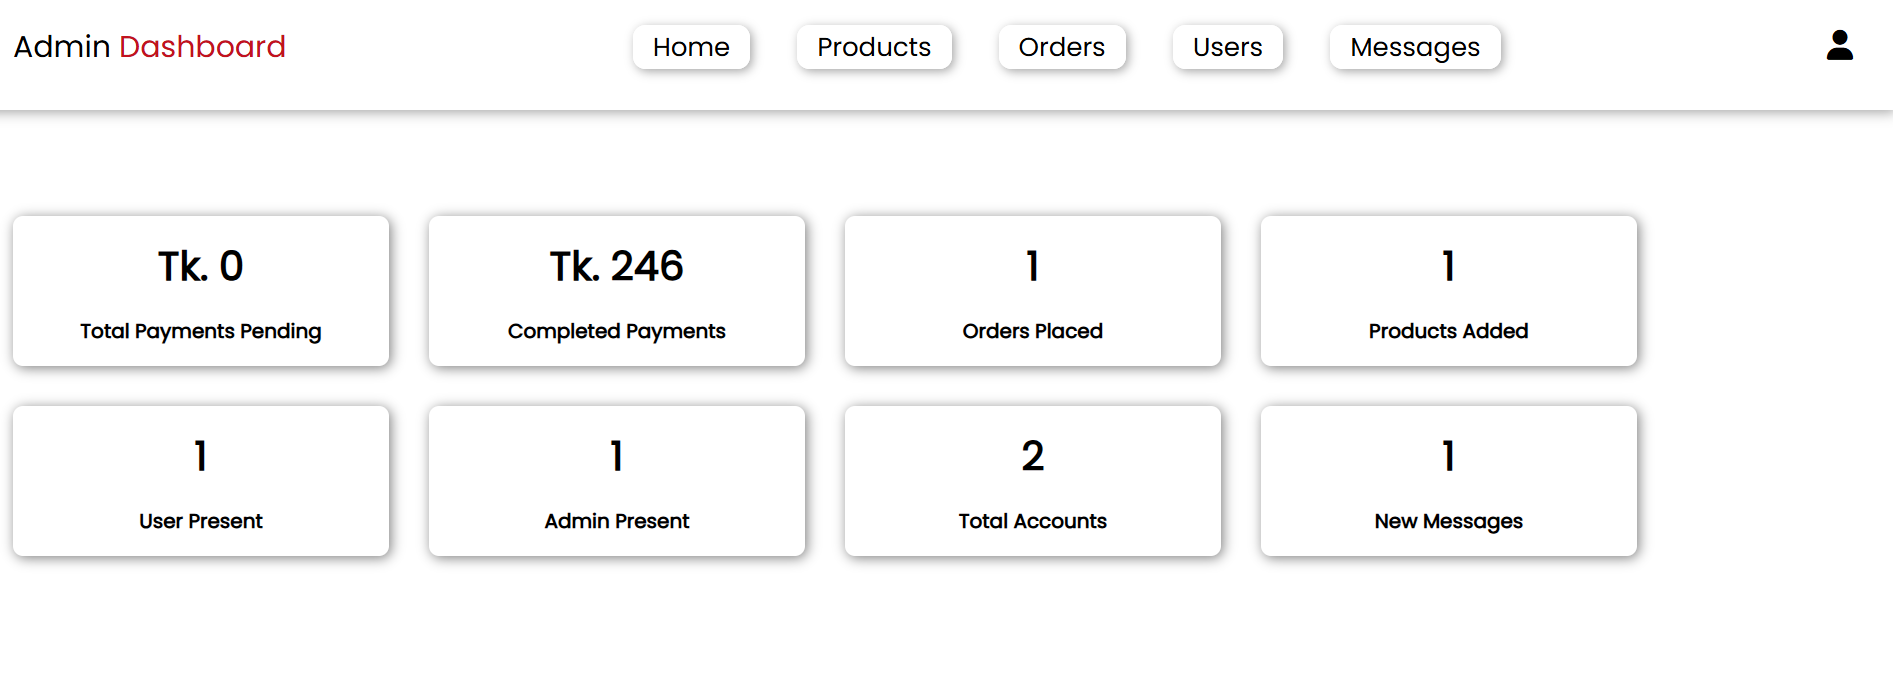 Admin Dashboard
Home Products Orders Users Messages
Tk. 0
Total Payments Pending
Tk. 246
Completed Payments
1
Orders Placed
1
Products Added
1
User Present
1
Admin Present
2
Total Accounts
1
New Messages